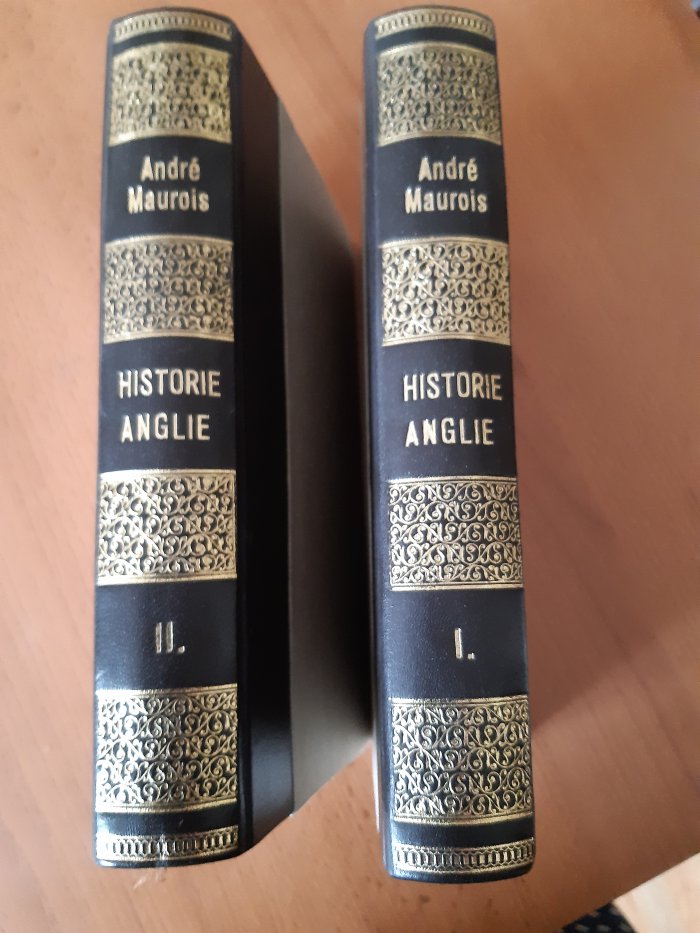 André
Maurois
HISTORIE
ANGLIE
II.
André
Maurois
HISTORIE
ANGLIE
I.